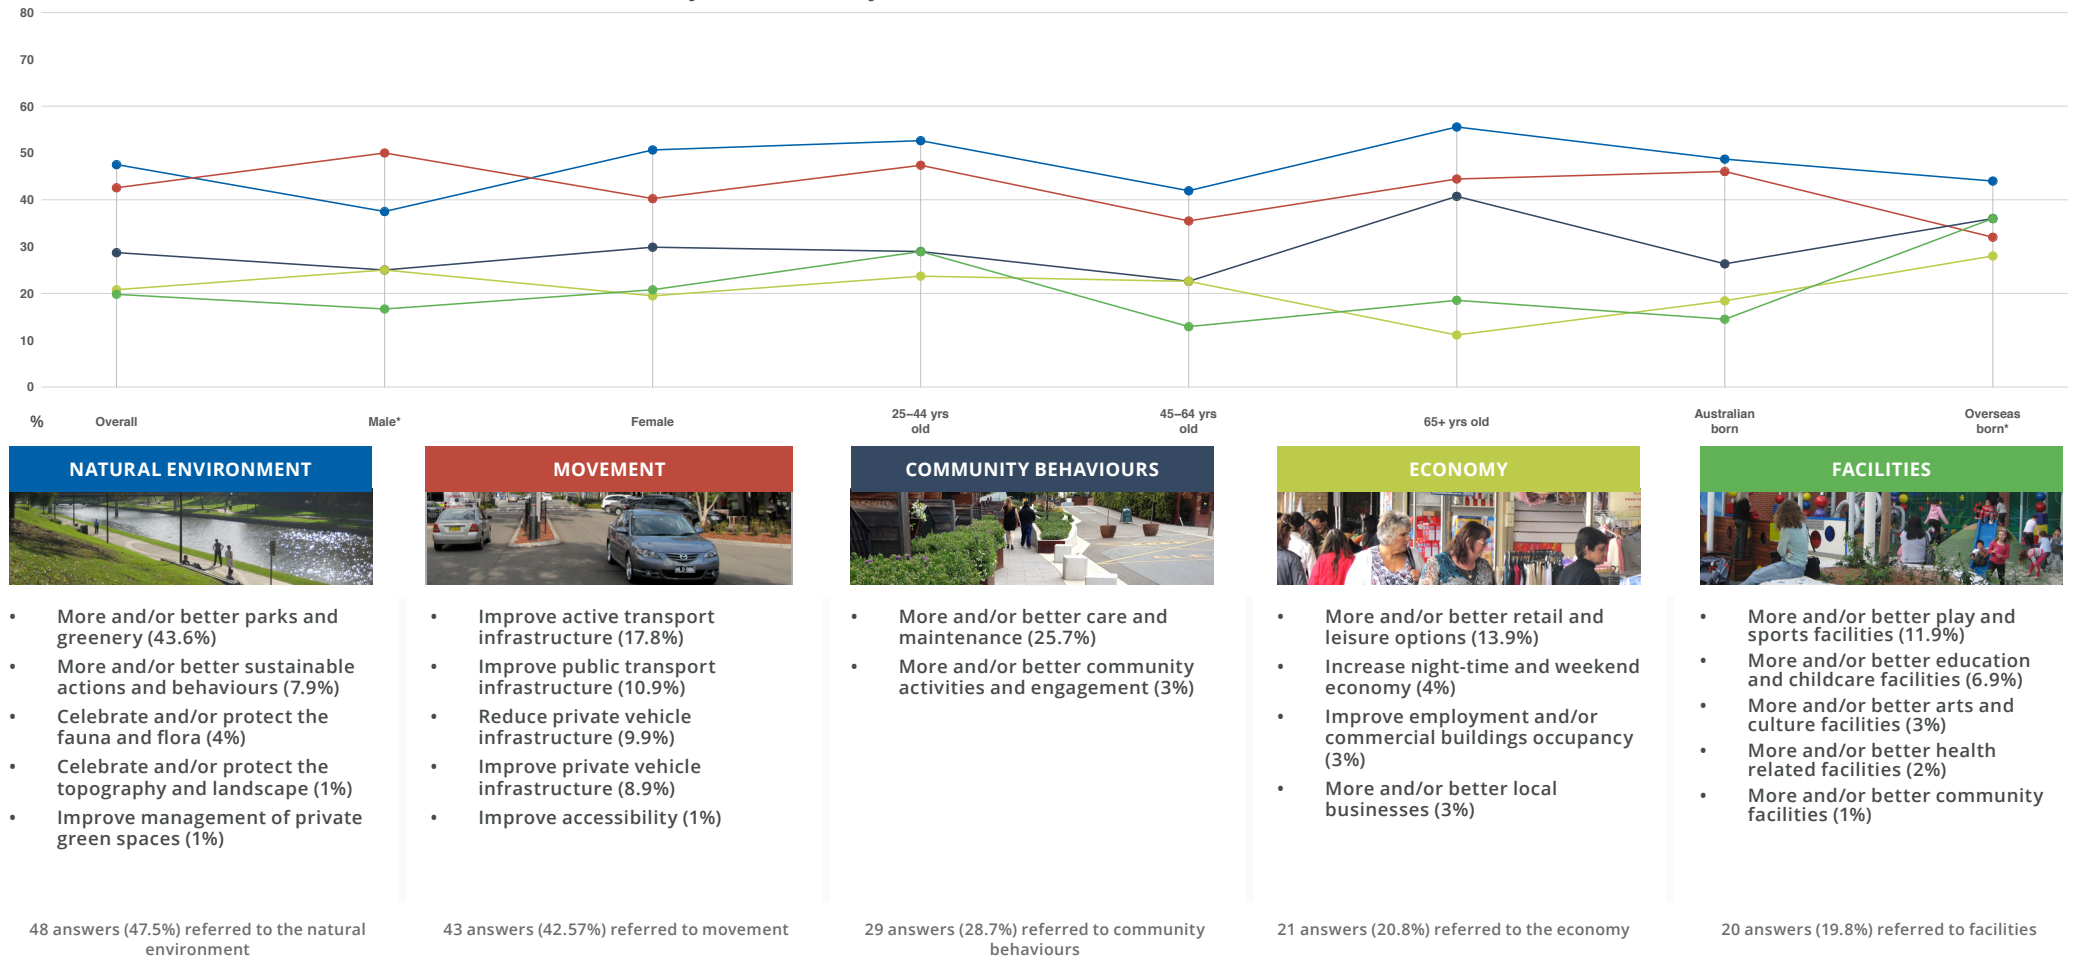 80
70
60
50
40
30
20
10
0
%
Overall
Male*
Female
25–44 yrs
old
45–64 yrs
old
65+ yrs old
Australian
born
Overseas
born*
NATURAL ENVIRONMENT
• More and/or better parks and
greenery (43.6%)
• More and/or better sustainable
actions and behaviours (7.9%)
• Celebrate and/or protect the
fauna and flora (4%)
• Celebrate and/or protect the
topography and landscape (1%)
• Improve management of private
green spaces (1%)
48 answers (47.5%) referred to the natural
environment
MOVEMENT
• Improve active transport
infrastructure (17.8%)
• Improve public transport
infrastructure (10.9%)
• Reduce private vehicle
infrastructure (9.9%)
• Improve private vehicle
infrastructure (8.9%)
• Improve accessibility (1%)
43 answers (42.57%) referred to movement
COMMUNITY BEHAVIOURS
• More and/or better care and
maintenance (25.7%)
• More and/or better community
activities and engagement (3%)
29 answers (28.7%) referred to community
behaviours
ECONOMY
• More and/or better retail and
leisure options (13.9%)
• Increase night-time and weekend
economy (4%)
• Improve employment and/or
commercial buildings occupancy
(3%)
• More and/or better local
businesses (3%)
21 answers (20.8%) referred to the economy
FACILITIES
• More and/or better play and
sports facilities (11.9%)
• More and/or better education
and childcare facilities (6.9%)
• More and/or better arts and
culture facilities (3%)
• More and/or better health
related facilities (2%)
• More and/or better community
facilities (1%)
20 answers (19.8%) referred to facilities